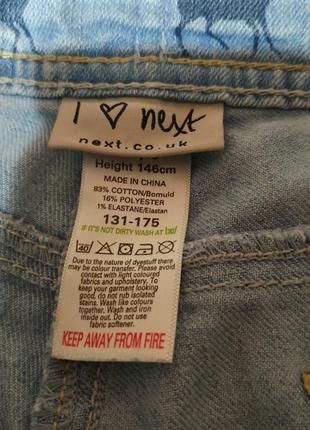 I ♡ next
next.co.uk
Height 146cm
MADE IN CHINA
83% COTTON/Bomuld
16% POLYESTER
1% ELASTANE/Elastan
131-175
IF IT'S NOT DIRTY WASH AT 30°
40
Due to the nature of dyestuff there
may be colour transfer. Please avoid
contact with light coloured
fabrics and upholstery. To
keep your garment looking
good, do not rub isolated
stains. Wash like colours
together. Wash and iron
inside out. Do not use
fabric softener.
KEEP AWAY FROM FIRE